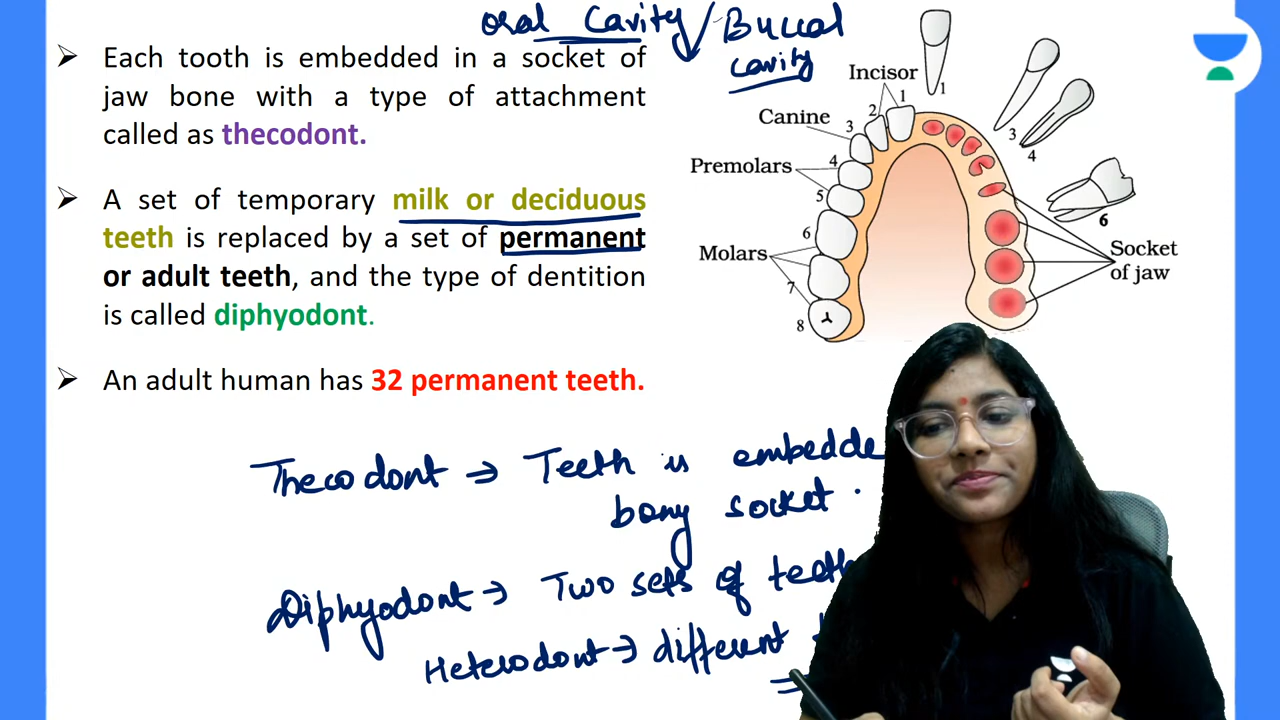 oral cavity / Buccal
cavity
➢ Each tooth is embedded in a socket of
jaw bone with a type of attachment
called as thecodont.
➢ A set of temporary milk or deciduous
teeth is replaced by a set of permanent
or adult teeth, and the type of dentition
is called diphyodont.
➢ An adult human has 32 permanent teeth.
Incisor
1
2
Canine
3
Premolars
4
5
6
Molars
7
8
1
3
4
6
Socket
of jaw
Thecodont → Teeth is embedde
bony socket.
Diphyodont → Two sets of teeth
Heterodont → different